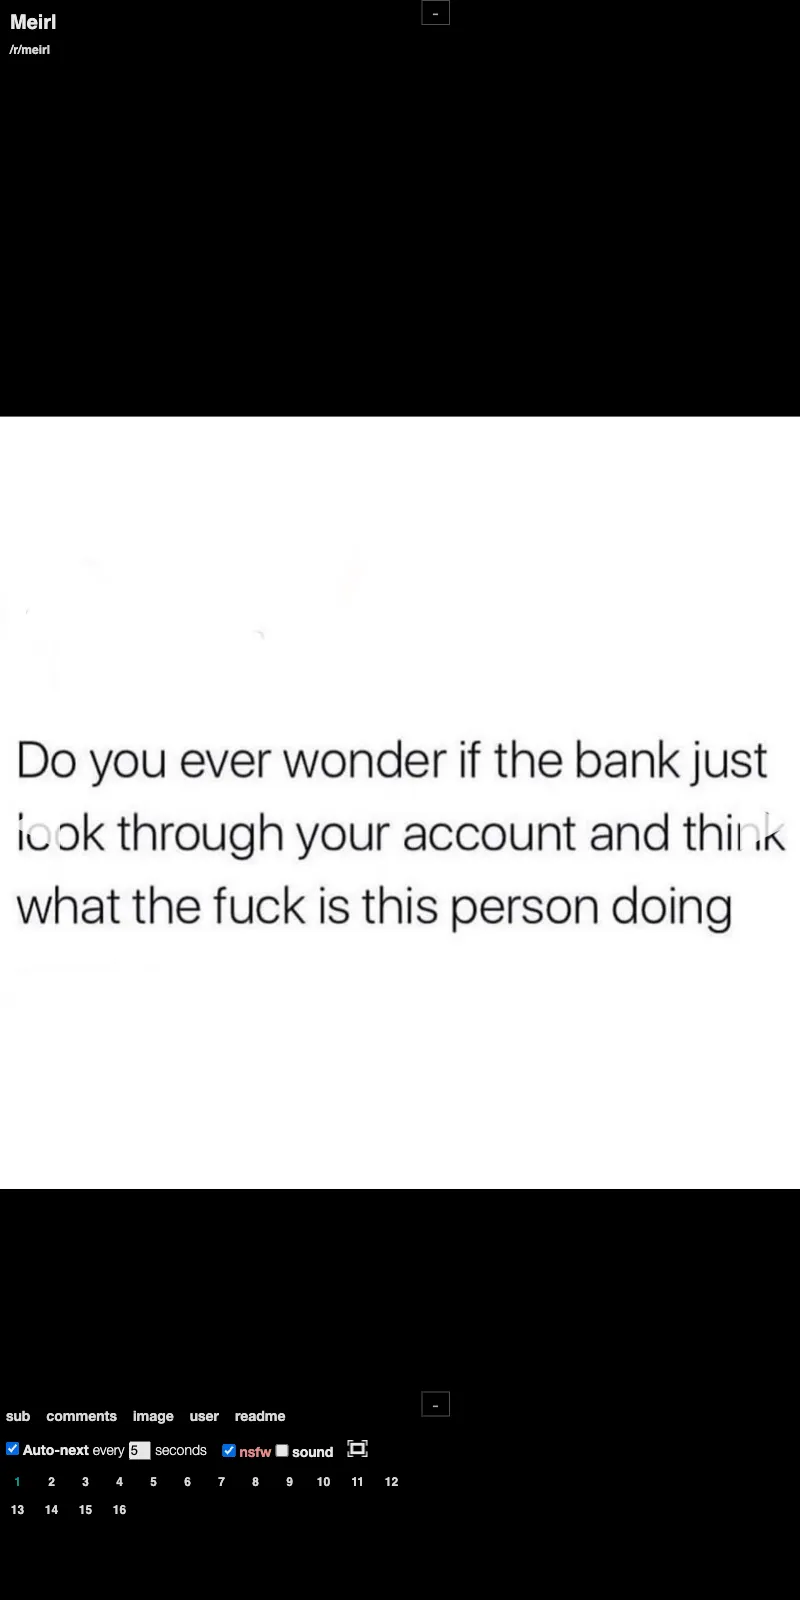 Meirl
/r/meirl
-
Do you ever wonder if the bank just
look through your account and think
what the fuck is this person doing
-
sub comments image user readme
Auto-next every 5 seconds nsfw sound
1 2 3 4 5 6 7 8 9 10 11 12
13 14 15 16